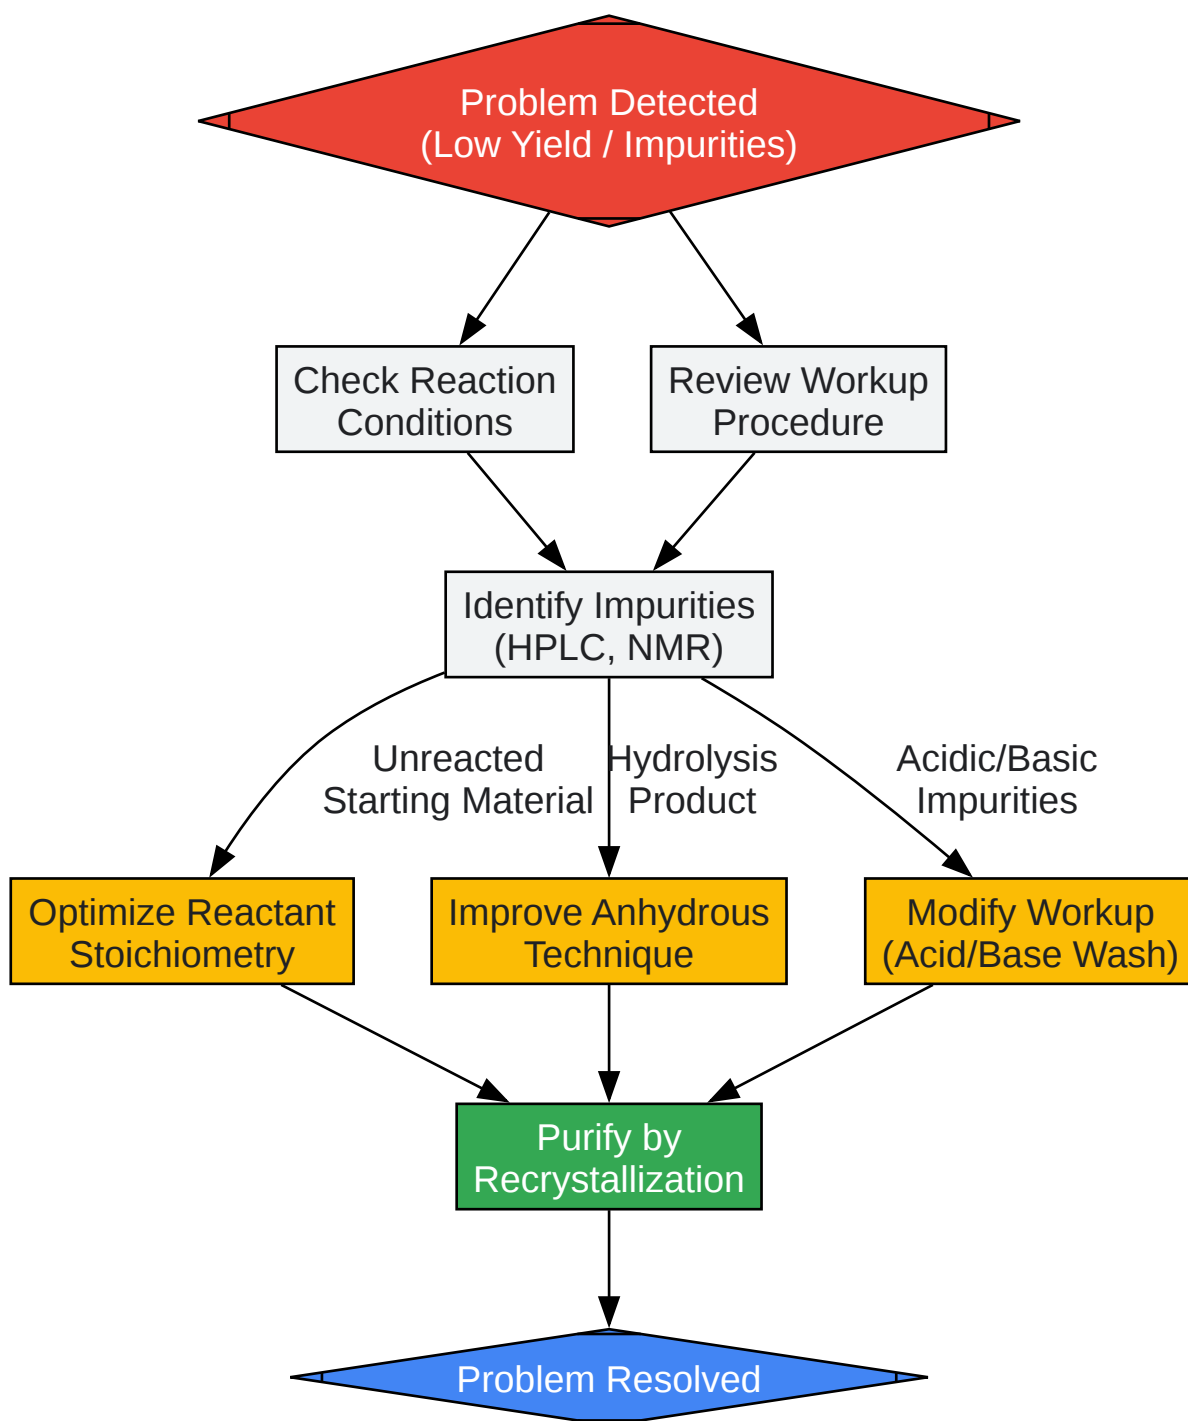 Problem Detected
(Low Yield / Impurities)
Check Reaction
Conditions
Review Workup
Procedure
Identify Impurities
(HPLC, NMR)
Unreacted
Starting Material
Hydrolysis
Product
Acidic/Basic
Impurities
Optimize Reactant
Stoichiometry
Improve Anhydrous
Technique
Modify Workup
(Acid/Base Wash)
Purify by
Recrystallization
Problem Resolved